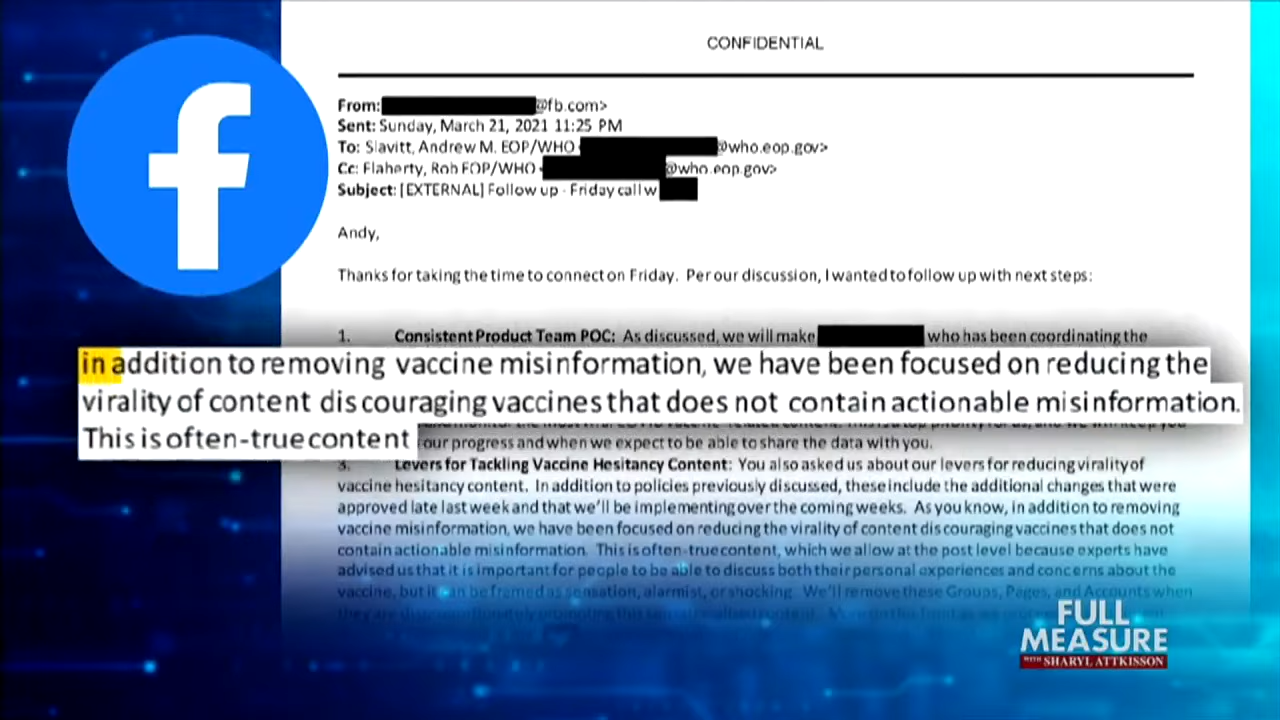 CONFIDENTIAL
From: @fb.com>
Sent: Sunday, March 21, 2021 11:25 PM
To: Slavitt, Andrew M. EOP/WHO @who.eop.gov>
Cc: Flaherty, Rob EOP/WHO < @who.eop.gov>
Subject: [EXTERNAL] Follow up - Friday call w
Andy,
Thanks for taking the time to connect on Friday. Per our discussion, I wanted to follow up with next steps:
1. Consistent Product Team POC: As discussed, we will make who has been coordinating the
in addition to removing vaccine misinformation, we have been focused on reducing the
virality of content discouraging vaccines that does not contain actionable misinformation.
This is often-true content
our progress and when we expect to be able to share the data with you.
3. Levers for Tackling Vaccine Hesitancy Content: You also asked us about our levers for reducing virality of
vaccine hesitancy content. In addition to policies previously discussed, these include the additional changes that were
approved late last week and that we'll be implementing over the coming weeks. As you know, in addition to removing
vaccine misinformation, we have been focused on reducing the virality of content discouraging vaccines that does not
contain actionable misinformation. This is often-true content, which we allow at the post level because experts have
advised us that it is important for people to be able to discuss both their personal experiences and concerns about the
vaccine, but it can be framed as sensation, alarmist, or shocking. We'll remove these Groups, Pages, and Accounts when
FULL
MEASURE
WITH SHARYL ATTKISSON